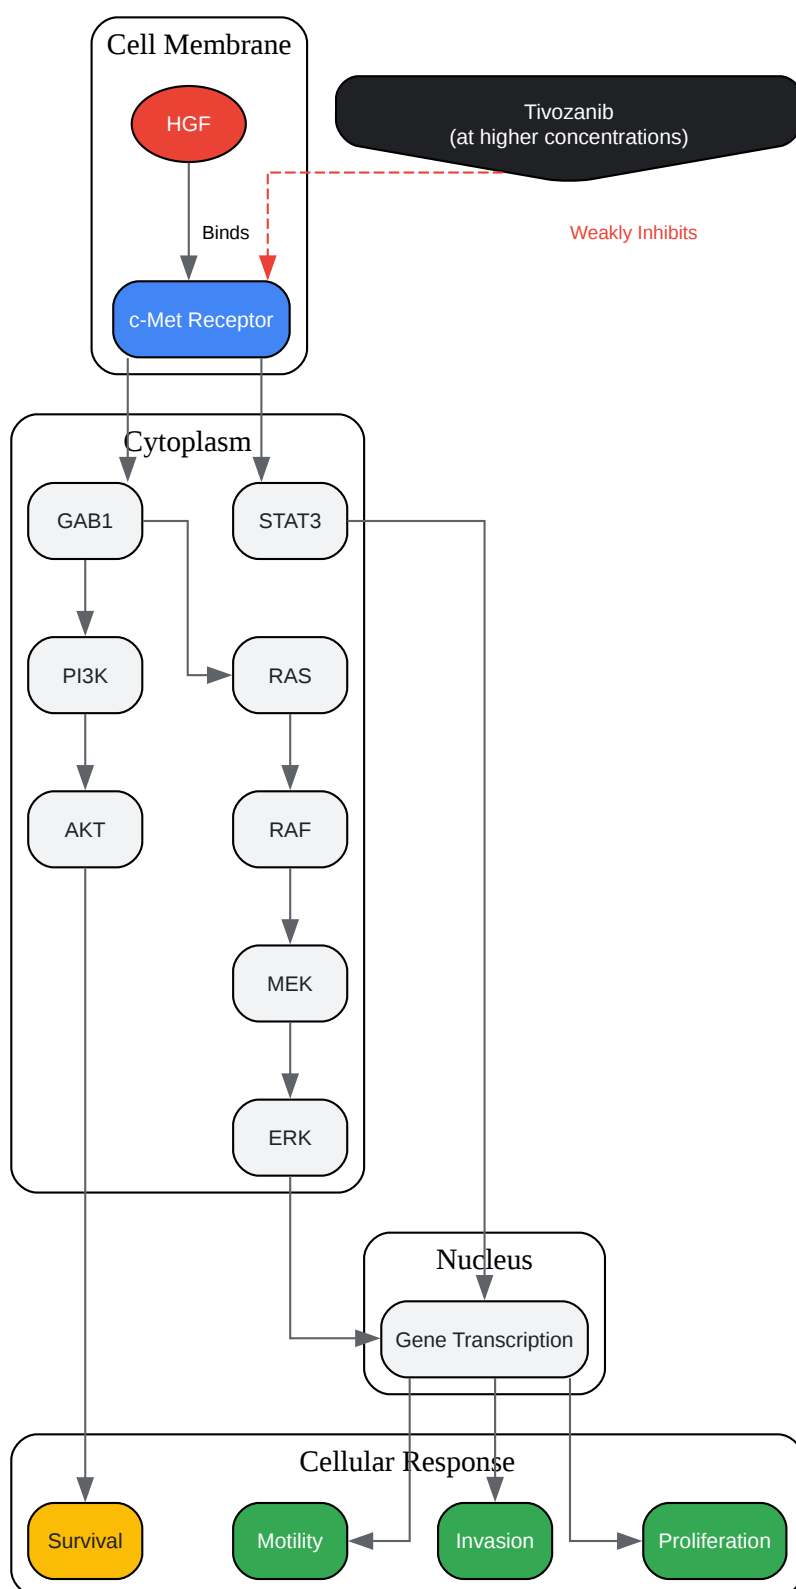 Cell Membrane
HGF
Tivozanib
(at higher concentrations)
Binds
Weakly Inhibits
c-Met Receptor
Cytoplasm
GAB1
STAT3
PI3K
RAS
AKT
RAF
MEK
ERK
Nucleus
Gene Transcription
Cellular Response
Survival
Motility
Invasion
Proliferation